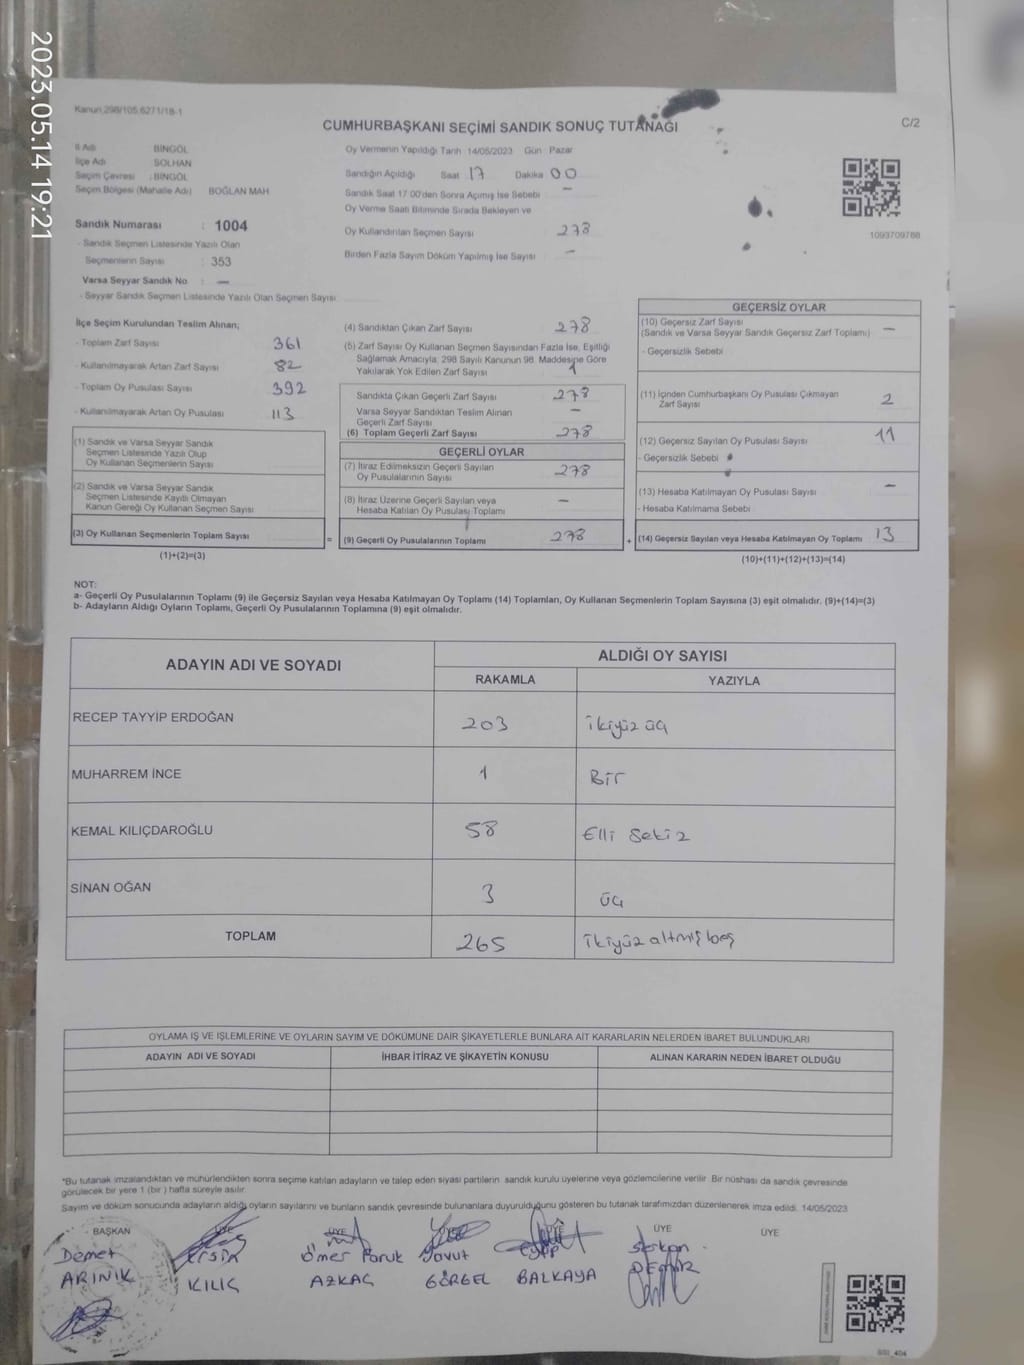 2023.05.14 19:21
Kanun:298/105,6271/18-1
CUMHURBAŞKANI SEÇİMİ SANDIK SONUÇ TUTANAĞI
C/2
İl Adı BİNGÖL
İlçe Adı SOLHAN
Seçim Çevresi : BİNGÖL
Seçim Bölgesi (Mahalle Adı) BOĞLAN MAH.
Sandık Numarası : 1004
- Sandık Seçmen Listesinde Yazılı Olan
Seçmenlerin Sayısı : 353
Varsa Seyyar Sandık No : —
- Seyyar Sandık Seçmen Listesinde Yazılı Olan Seçmen Sayısı
Oy Vermenin Yapıldığı Tarih 14/05/2023 Gün : Pazar
Sandığın Açıldığı Saat 17 Dakika 00
Sandık Saat 17.00'den Sonra Açılmış İse Sebebi —
Oy Verme Saati Bitiminde Sırada Bekleyen ve
Oy Kullandırılan Seçmen Sayısı 278
Birden Fazla Sayım Döküm Yapılmış İse Sayısı —
1093709788
İlçe Seçim Kurulundan Teslim Alınan;
- Toplam Zarf Sayısı 361
- Kullanılmayarak Artan Zarf Sayısı 82
- Toplam Oy Pusulası Sayısı 392
- Kullanılmayarak Artan Oy Pusulası 113
(1) Sandık ve Varsa Seyyar Sandık
Seçmen Listesinde Yazılı Olup
Oy Kullanan Seçmenlerin Sayısı
(2) Sandık ve Varsa Seyyar Sandık
Seçmen Listesinde Kayıtlı Olmayan
Kanun Gereği Oy Kullanan Seçmen Sayısı
(3) Oy Kullanan Seçmenlerin Toplam Sayısı
(1)+(2)=(3)
(4) Sandıktan Çıkan Zarf Sayısı 278
(5) Zarf Sayısı Oy Kullanan Seçmen Sayısından Fazla İse, Eşitliği
Sağlamak Amacıyla, 298 Sayılı Kanunun 98. Maddesine Göre
Yakılarak Yok Edilen Zarf Sayısı 1
Sandıkta Çıkan Geçerli Zarf Sayısı 278
Varsa Seyyar Sandıktan Teslim Alınan
Geçerli Zarf Sayısı —
(6) Toplam Geçerli Zarf Sayısı 278
GEÇERLİ OYLAR
(7) İtiraz Edilmeksizin Geçerli Sayılan
Oy Pusulalarının Sayısı 278
(8) İtiraz Üzerine Geçerli Sayılan veya
Hesaba Katılan Oy Pusulası Toplamı —
= (9) Geçerli Oy Pusulalarının Toplamı 278 +
GEÇERSİZ OYLAR
(10) Geçersiz Zarf Sayısı
(Sandık ve Varsa Seyyar Sandık Geçersiz Zarf Toplamı) —
- Geçersizlik Sebebi
(11) İçinden Cumhurbaşkanı Oy Pusulası Çıkmayan
Zarf Sayısı 2
(12) Geçersiz Sayılan Oy Pusulası Sayısı 11
- Geçersizlik Sebebi
(13) Hesaba Katılmayan Oy Pusulası Sayısı —
- Hesaba Katılmama Sebebi
(14) Geçersiz Sayılan veya Hesaba Katılmayan Oy Toplamı 13
(10)+(11)+(12)+(13)=(14)
NOT:
a- Geçerli Oy Pusulalarının Toplamı (9) ile Geçersiz Sayılan veya Hesaba Katılmayan Oy Toplamı (14) Toplamları, Oy Kullanan Seçmenlerin Toplam Sayısına (3) eşit olmalıdır. (9)+(14)=(3)
b- Adayların Aldığı Oyların Toplamı, Geçerli Oy Pusulalarının Toplamına (9) eşit olmalıdır.
ADAYIN ADI VE SOYADI ALDIĞI OY SAYISI
RAKAMLA YAZIYLA
RECEP TAYYİP ERDOĞAN 203 ikiyüz üç
MUHARREM İNCE 1 Bir
KEMAL KILIÇDAROĞLU 58 Elli Sekiz
SİNAN OĞAN 3 üç
TOPLAM 265 ikiyüz altmış beş
OYLAMA İŞ VE İŞLEMLERİNE VE OYLARIN SAYIM VE DÖKÜMÜNE DAİR ŞİKAYETLERLE BUNLARA AİT KARARLARIN NELERDEN İBARET BULUNDUKLARI
ADAYIN ADI VE SOYADI İHBAR İTİRAZ VE ŞİKAYETİN KONUSU ALINAN KARARIN NEDEN İBARET OLDUĞU
*Bu tutanak imzalandıktan ve mühürlendikten sonra seçime katılan adayların ve talep eden siyasi partilerin sandık kurulu üyelerine veya gözlemcilerine verilir. Bir nüshası da sandık çevresinde
görülecek bir yere 1 (bir) hafta süreyle asılır.
Sayım ve döküm sonucunda adayların aldığı oyların sayılarını ve bunların sandık çevresinde bulunanlara duyurulduğunu gösteren bu tutanak tarafımızdan düzenlenerek imza edildi. 14/05/2023
BAŞKAN ÜYE ÜYE ÜYE ÜYE ÜYE
Demet Ersin Ömer Faruk Yavuz Eyüp Serkan
ARINIK KILIÇ AZKAÇ GÜRGEL BALKAYA DEMİR